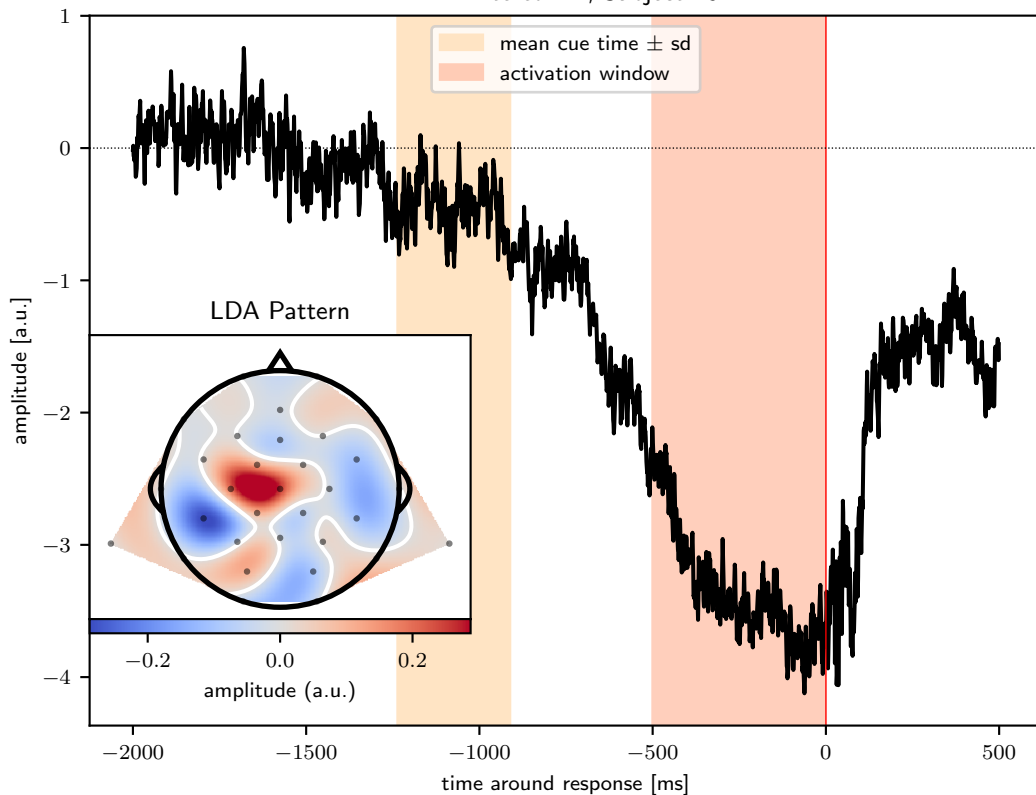 1
mean cue time ± sd
activation window
0
−1
LDA Pattern
amplitude [a.u.]
−2
−3
−0.2
0.0
0.2
amplitude (a.u.)
−4
−2000
−1500
−1000
−500
0
500
time around response [ms]